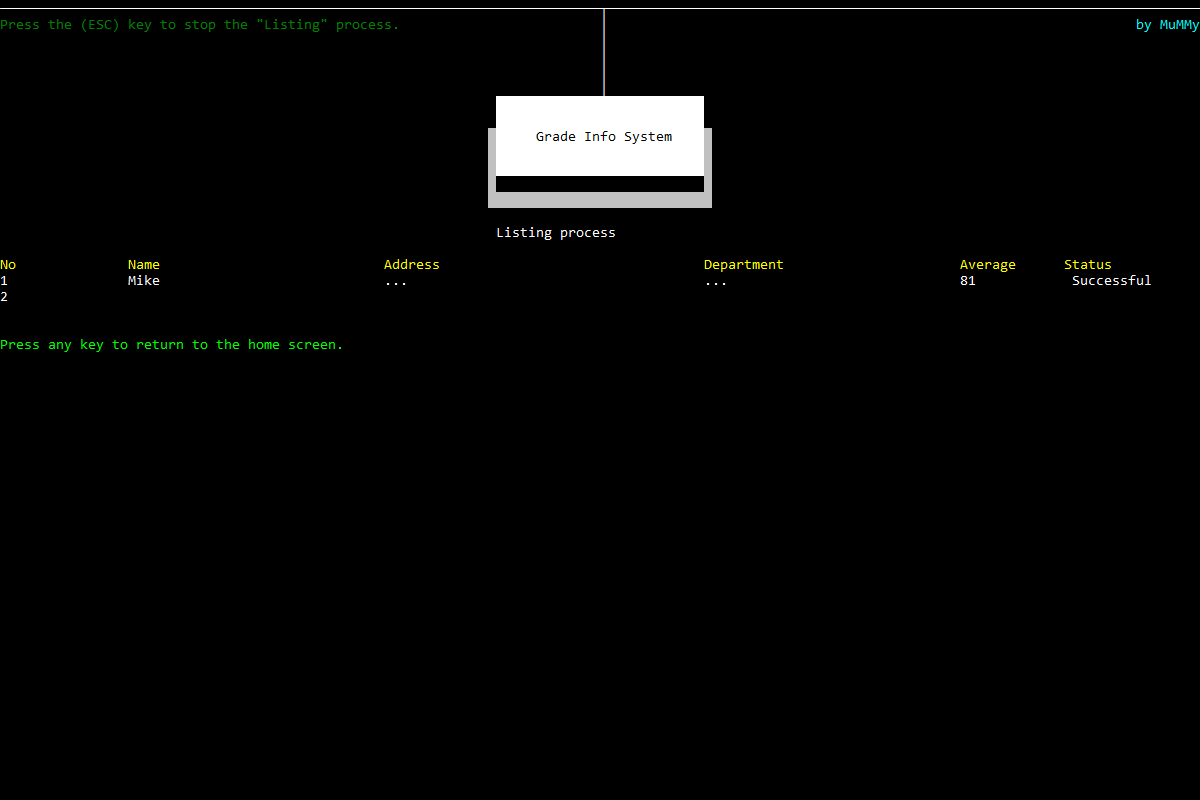 Press the (ESC) key to stop the "Listing" process. by MuMMy
Grade Info System
Listing process
No Name Address Department Average Status
1 Mike ... ... 81 Successful
2
Press any key to return to the home screen.